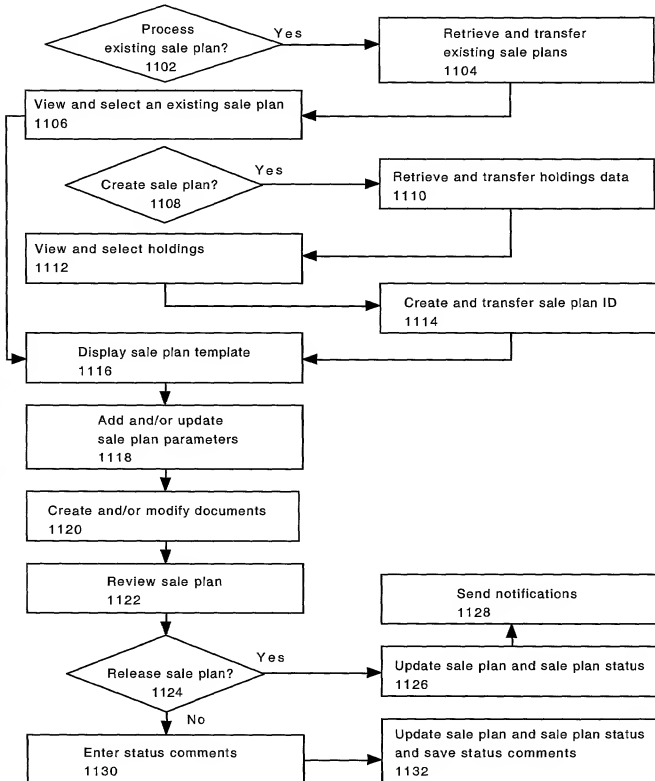 Process
existing sale plan?
1102
Yes
Retrieve and transfer
existing sale plans
1104
View and select an existing sale plan
1106
Create sale plan?
1108
Yes
Retrieve and transfer holdings data
1110
View and select holdings
1112
Create and transfer sale plan ID
1114
Display sale plan template
1116
Add and/or update
sale plan parameters
1118
Create and/or modify documents
1120
Review sale plan
1122
Send notifications
1128
Release sale plan?
1124
Yes
Update sale plan and sale plan status
1126
No
Enter status comments
1130
Update sale plan and sale plan status
and save status comments
1132